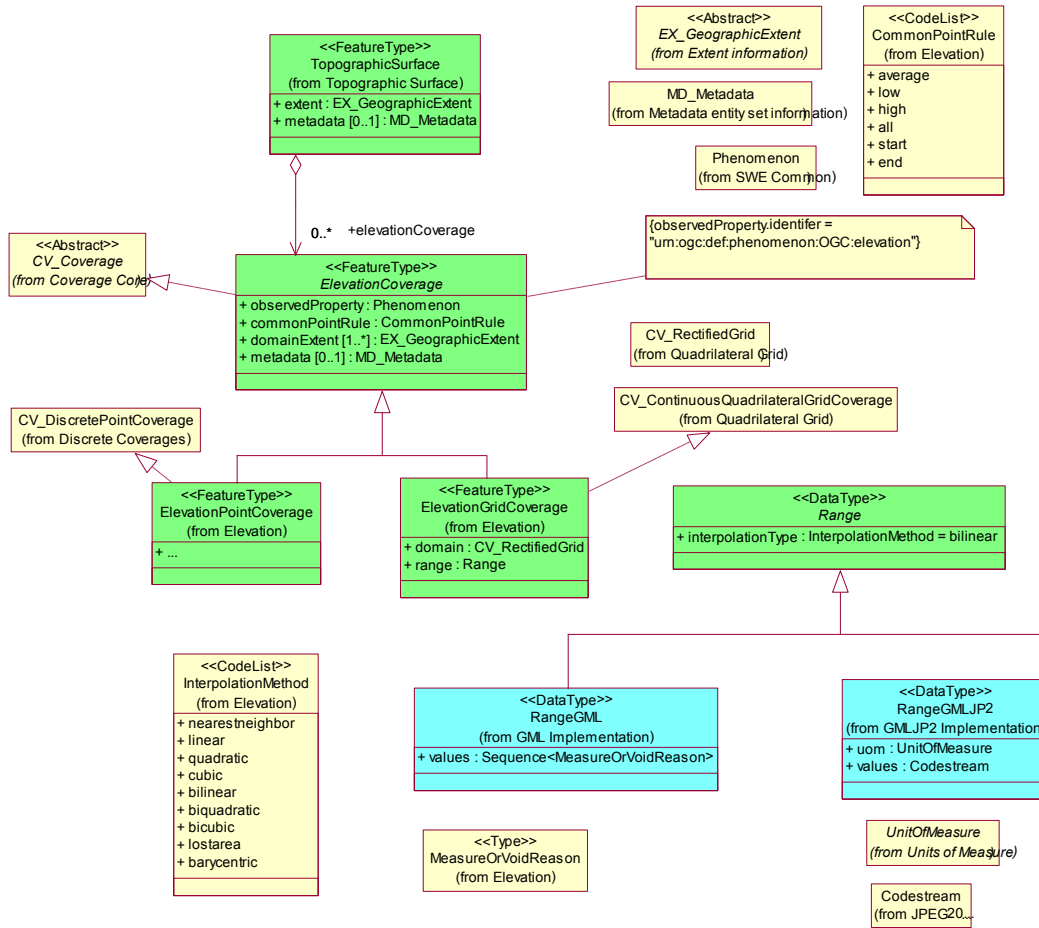 <<FeatureType>>
TopographicSurface
(from Topographic Surface)
+ extent : EX_GeographicExtent
+ metadata [0..1] : MD_Metadata
<<Abstract>>
EX_GeographicExtent
(from Extent information)
MD_Metadata
(from Metadata entity set information)
Phenomenon
(from SWE Common)
<<CodeList>>
CommonPointRule
(from Elevation)
+ average
+ low
+ high
+ all
+ start
+ end
0..* +elevationCoverage
{observedProperty.identifer =
"urn:ogc:def:phenomenon:OGC:elevation"}
<<Abstract>>
CV_Coverage
(from Coverage Core)
<<FeatureType>>
ElevationCoverage
+ observedProperty : Phenomenon
+ commonPointRule : CommonPointRule
+ domainExtent [1..*] : EX_GeographicExtent
+ metadata [0..1] : MD_Metadata
CV_RectifiedGrid
(from Quadrilateral Grid)
CV_ContinuousQuadrilateralGridCoverage
(from Quadrilateral Grid)
CV_DiscretePointCoverage
(from Discrete Coverages)
<<FeatureType>>
ElevationPointCoverage
(from Elevation)
+ ...
<<FeatureType>>
ElevationGridCoverage
(from Elevation)
+ domain : CV_RectifiedGrid
+ range : Range
<<DataType>>
Range
+ interpolationType : InterpolationMethod = bilinear
<<CodeList>>
InterpolationMethod
(from Elevation)
+ nearestneighbor
+ linear
+ quadratic
+ cubic
+ bilinear
+ biquadratic
+ bicubic
+ lostarea
+ barycentric
<<DataType>>
RangeGML
(from GML Implementation)
+ values : Sequence<MeasureOrVoidReason>
<<DataType>>
RangeGMLJP2
(from GMLJP2 Implementation)
+ uom : UnitOfMeasure
+ values : Codestream
<<Type>>
MeasureOrVoidReason
(from Elevation)
UnitOfMeasure
(from Units of Measure)
Codestream
(from JPEG20...